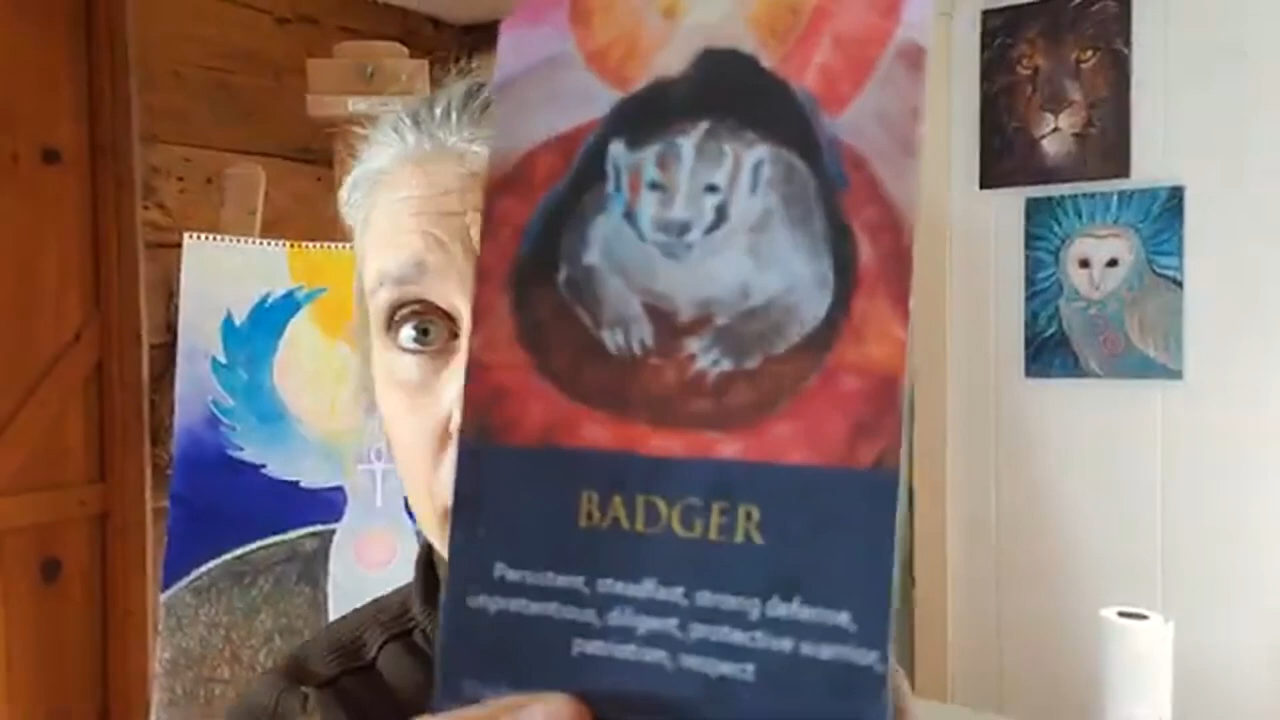 BADGER
Persistent, steadfast, strong defense,
unpretentious, diligent, protective warrior,
patriotism, respect